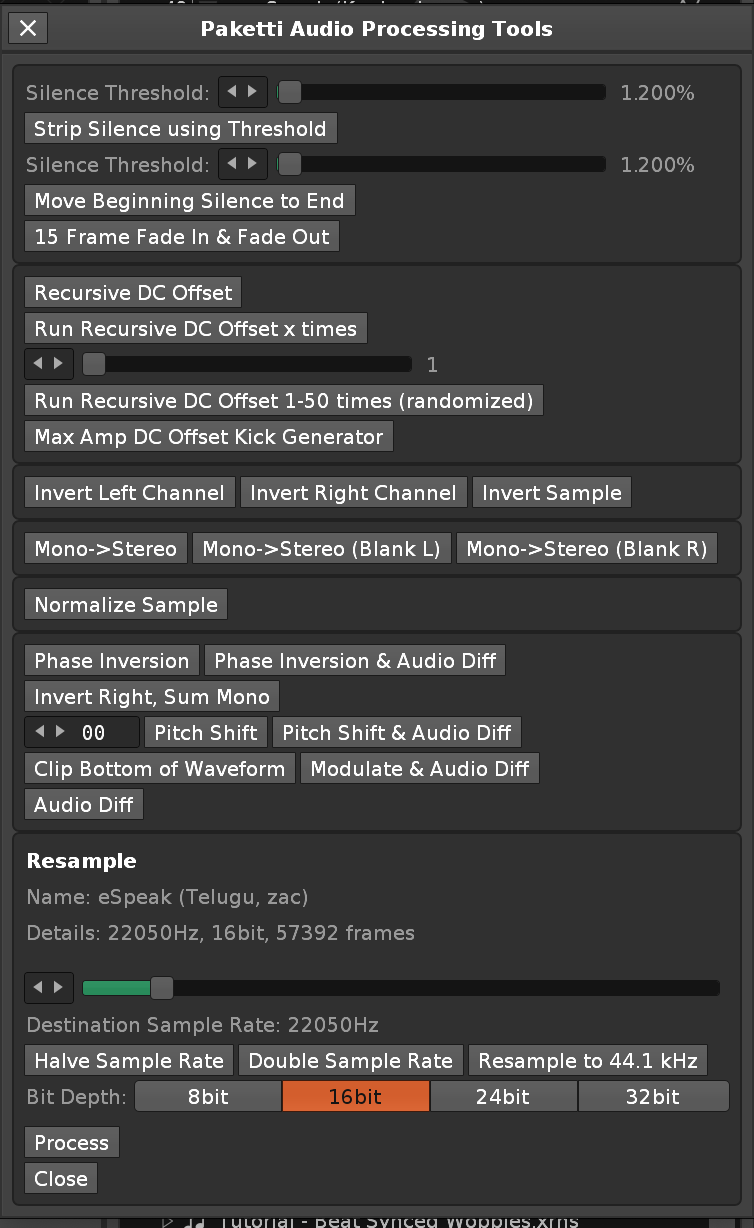 Paketti Audio Processing Tools
Silence Threshold: 1.200%
Strip Silence using Threshold
Silence Threshold: 1.200%
Move Beginning Silence to End
15 Frame Fade In & Fade Out
Recursive DC Offset
Run Recursive DC Offset x times
1
Run Recursive DC Offset 1-50 times (randomized)
Max Amp DC Offset Kick Generator
Invert Left Channel Invert Right Channel Invert Sample
Mono->Stereo Mono->Stereo (Blank L) Mono->Stereo (Blank R)
Normalize Sample
Phase Inversion Phase Inversion & Audio Diff
Invert Right, Sum Mono
00 Pitch Shift Pitch Shift & Audio Diff
Clip Bottom of Waveform Modulate & Audio Diff
Audio Diff
Resample
Name: eSpeak (Telugu, zac)
Details: 22050Hz, 16bit, 57392 frames
Destination Sample Rate: 22050Hz
Halve Sample Rate Double Sample Rate Resample to 44.1 kHz
Bit Depth: 8bit 16bit 24bit 32bit
Process
Close
Tutorial - Beat Synced Wobbles.xrns